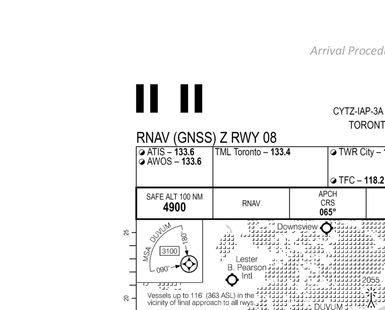 Arrival Procedu
CYTZ-IAP-3A
TORONT
RNAV (GNSS) Z RWY 08
ATIS – 133.6
AWOS – 133.6
TML Toronto – 133.4
TWR City –
TFC – 118.2
SAFE ALT 100 NM
4900
RNAV
APCH
CRS
065°
MSA DUVUM
081°
3100
090°
25
20
Downsview
Lester
B. Pearson
Intl
2055
Vessels up to 116' (363 ASL) in the
vicinity of final approach to all rwys.
DUVUM